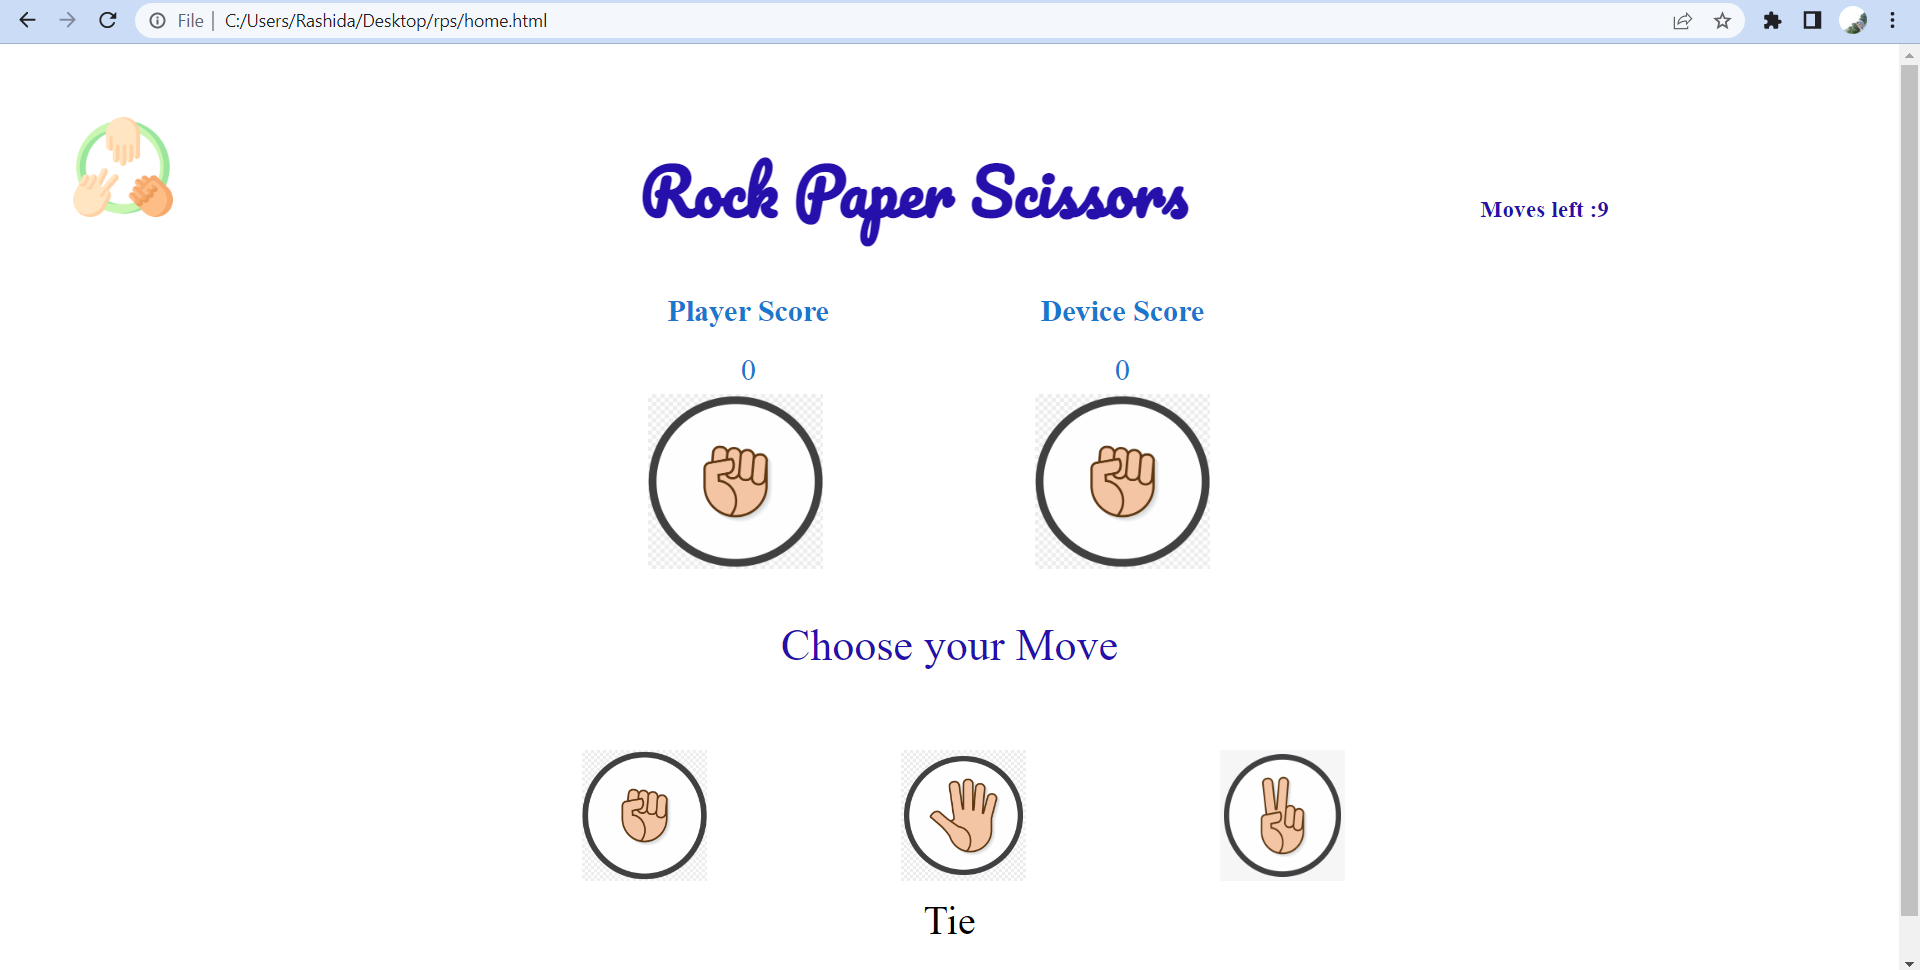 File | C:/Users/Rashida/Desktop/rps/home.html
Rock Paper Scissors
Moves left :9
Player Score
Device Score
0
0
Choose your Move
Tie